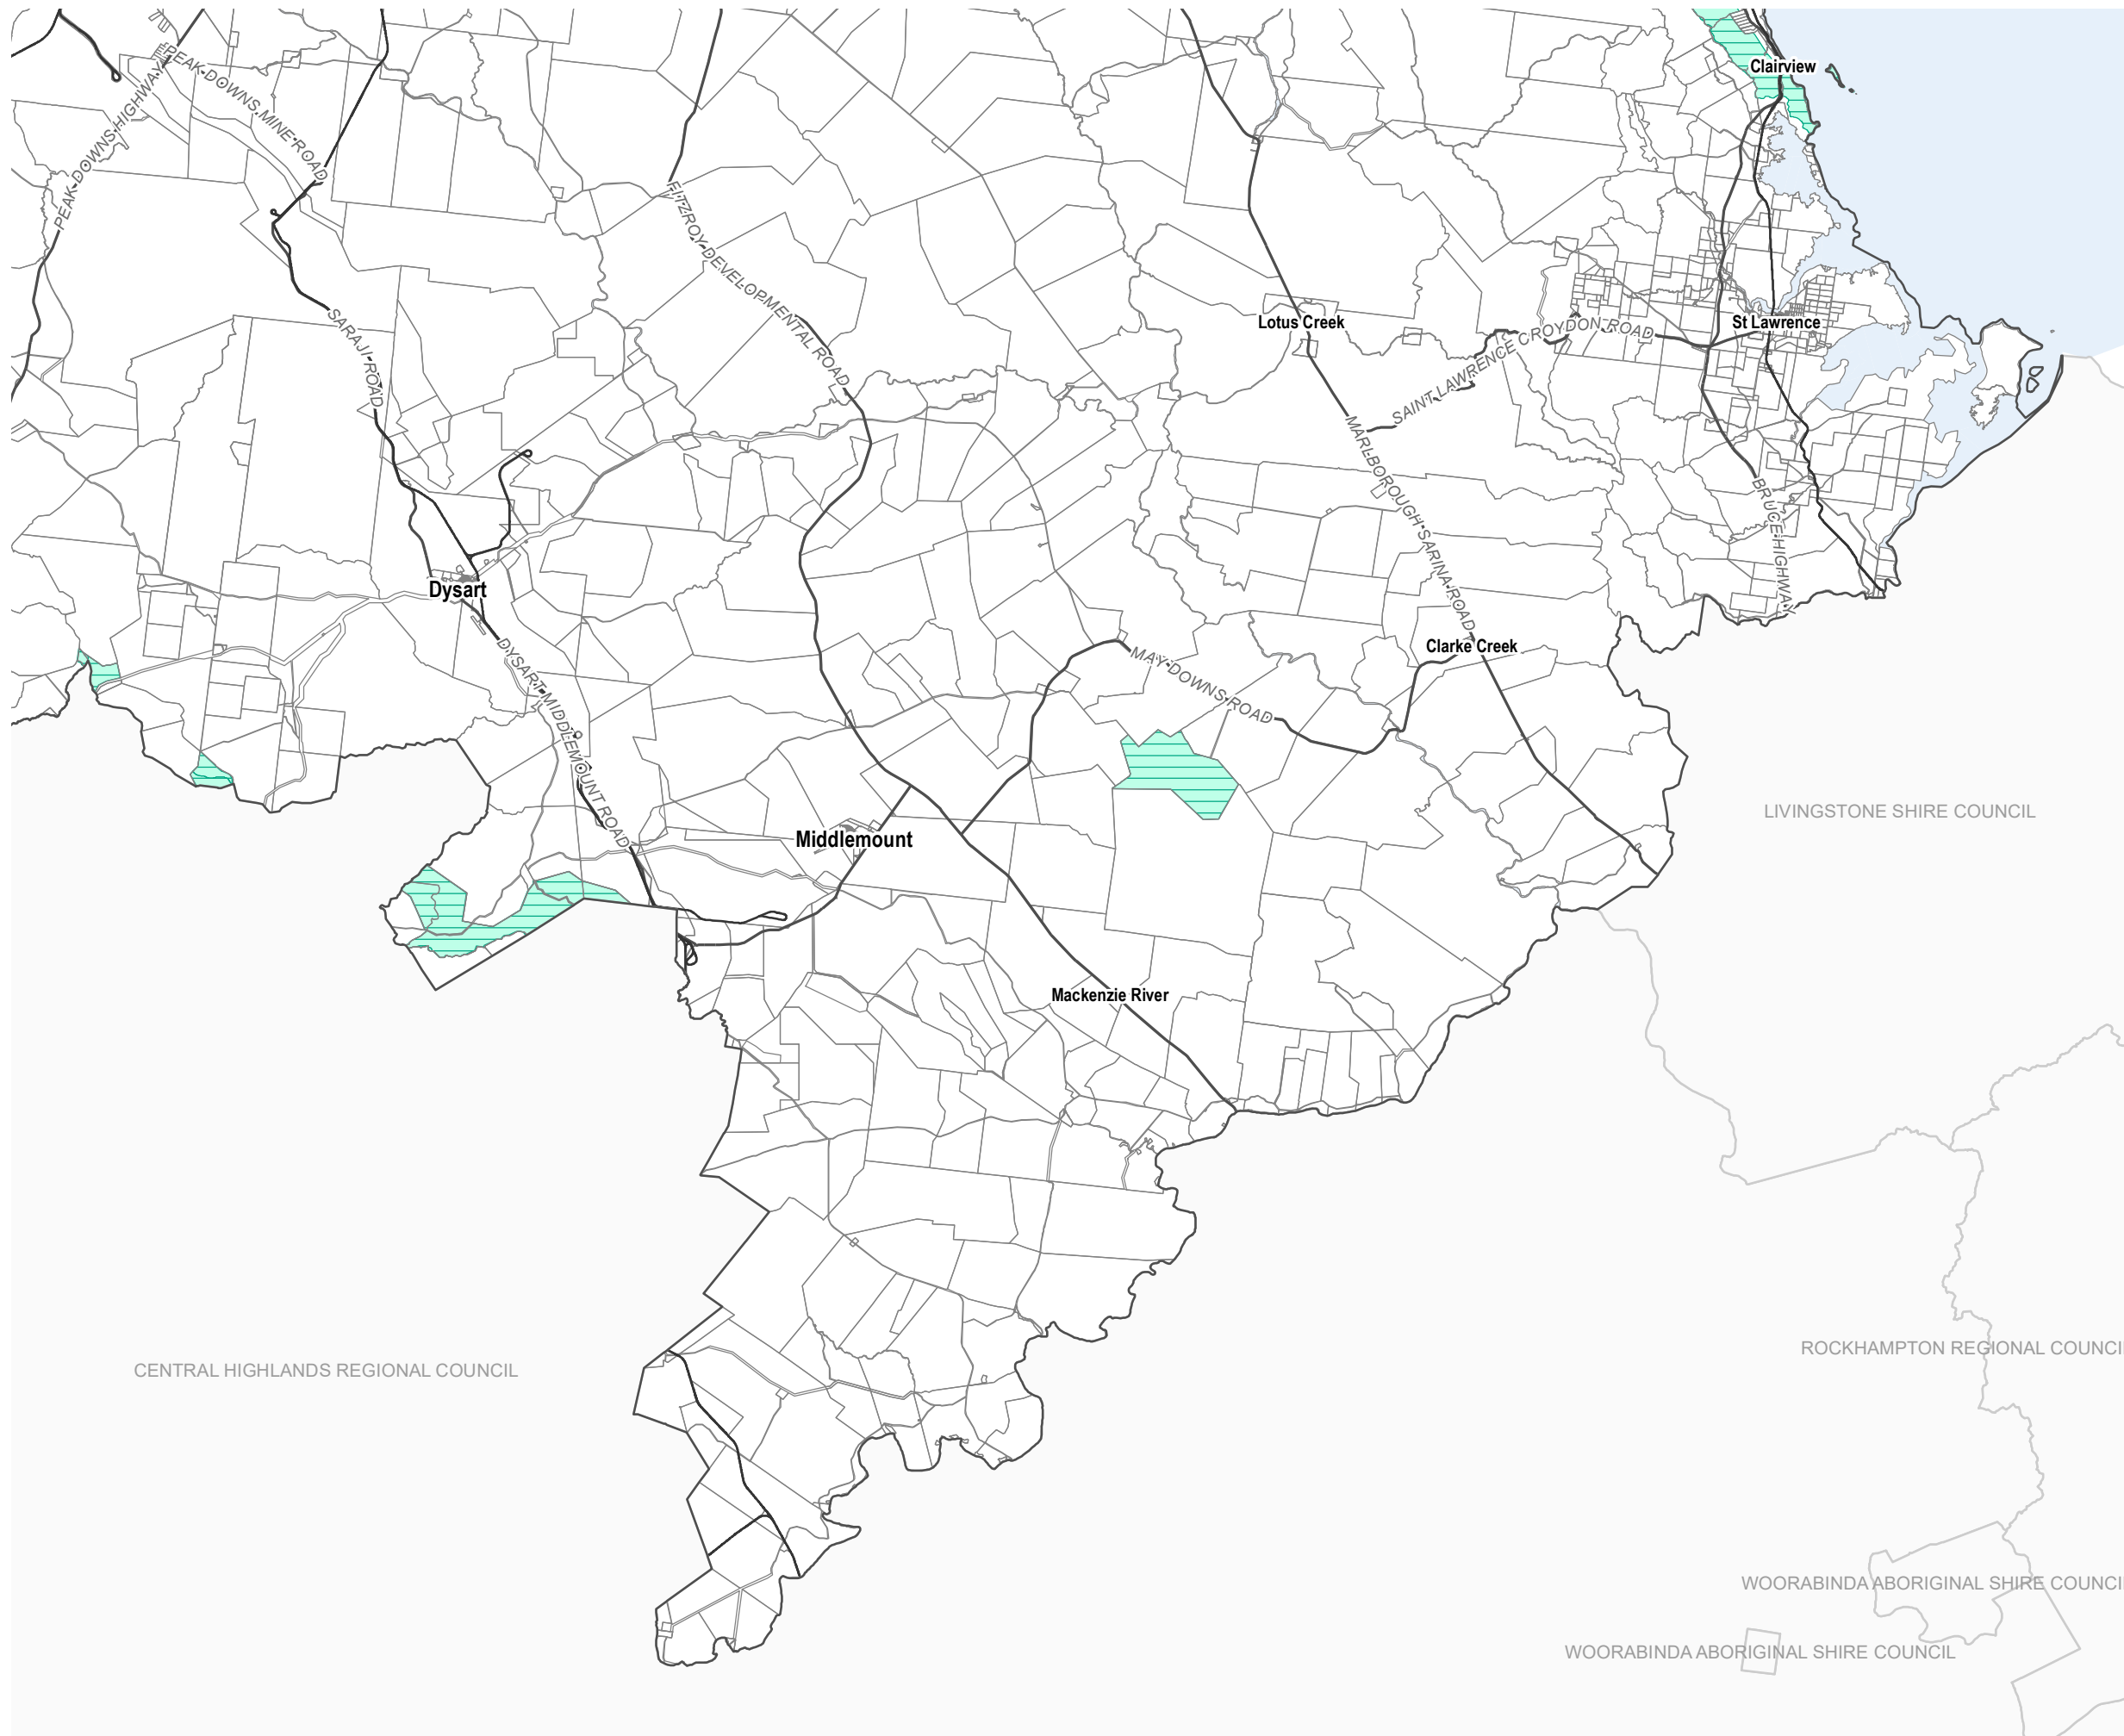 Clairview
PEAK DOWNS HIGHWAY
PEAK DOWNS MINE ROAD
FITZROY DEVELOPMENTAL ROAD
SARAJI ROAD
Lotus Creek
SAINT LAWRENCE CROYDON ROAD
St Lawrence
MARLBOROUGH SARINA ROAD
BRUCE HIGHWAY
Dysart
DYSART MIDDLEMOUNT ROAD
MAY DOWNS ROAD
Clarke Creek
LIVINGSTONE SHIRE COUNCIL
Middlemount
Mackenzie River
ROCKHAMPTON REGIONAL COUNCI
CENTRAL HIGHLANDS REGIONAL COUNCIL
WOORABINDA ABORIGINAL SHIRE COUNCI
WOORABINDA ABORIGINAL SHIRE COUNCIL